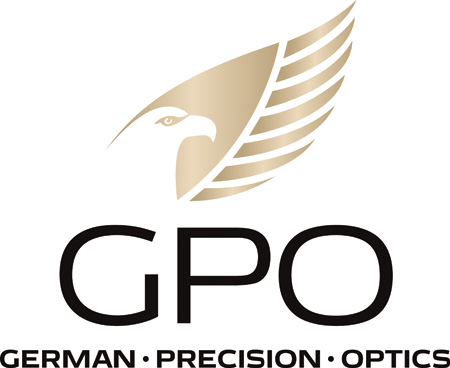 GPO
GERMAN · PRECISION · OPTICS